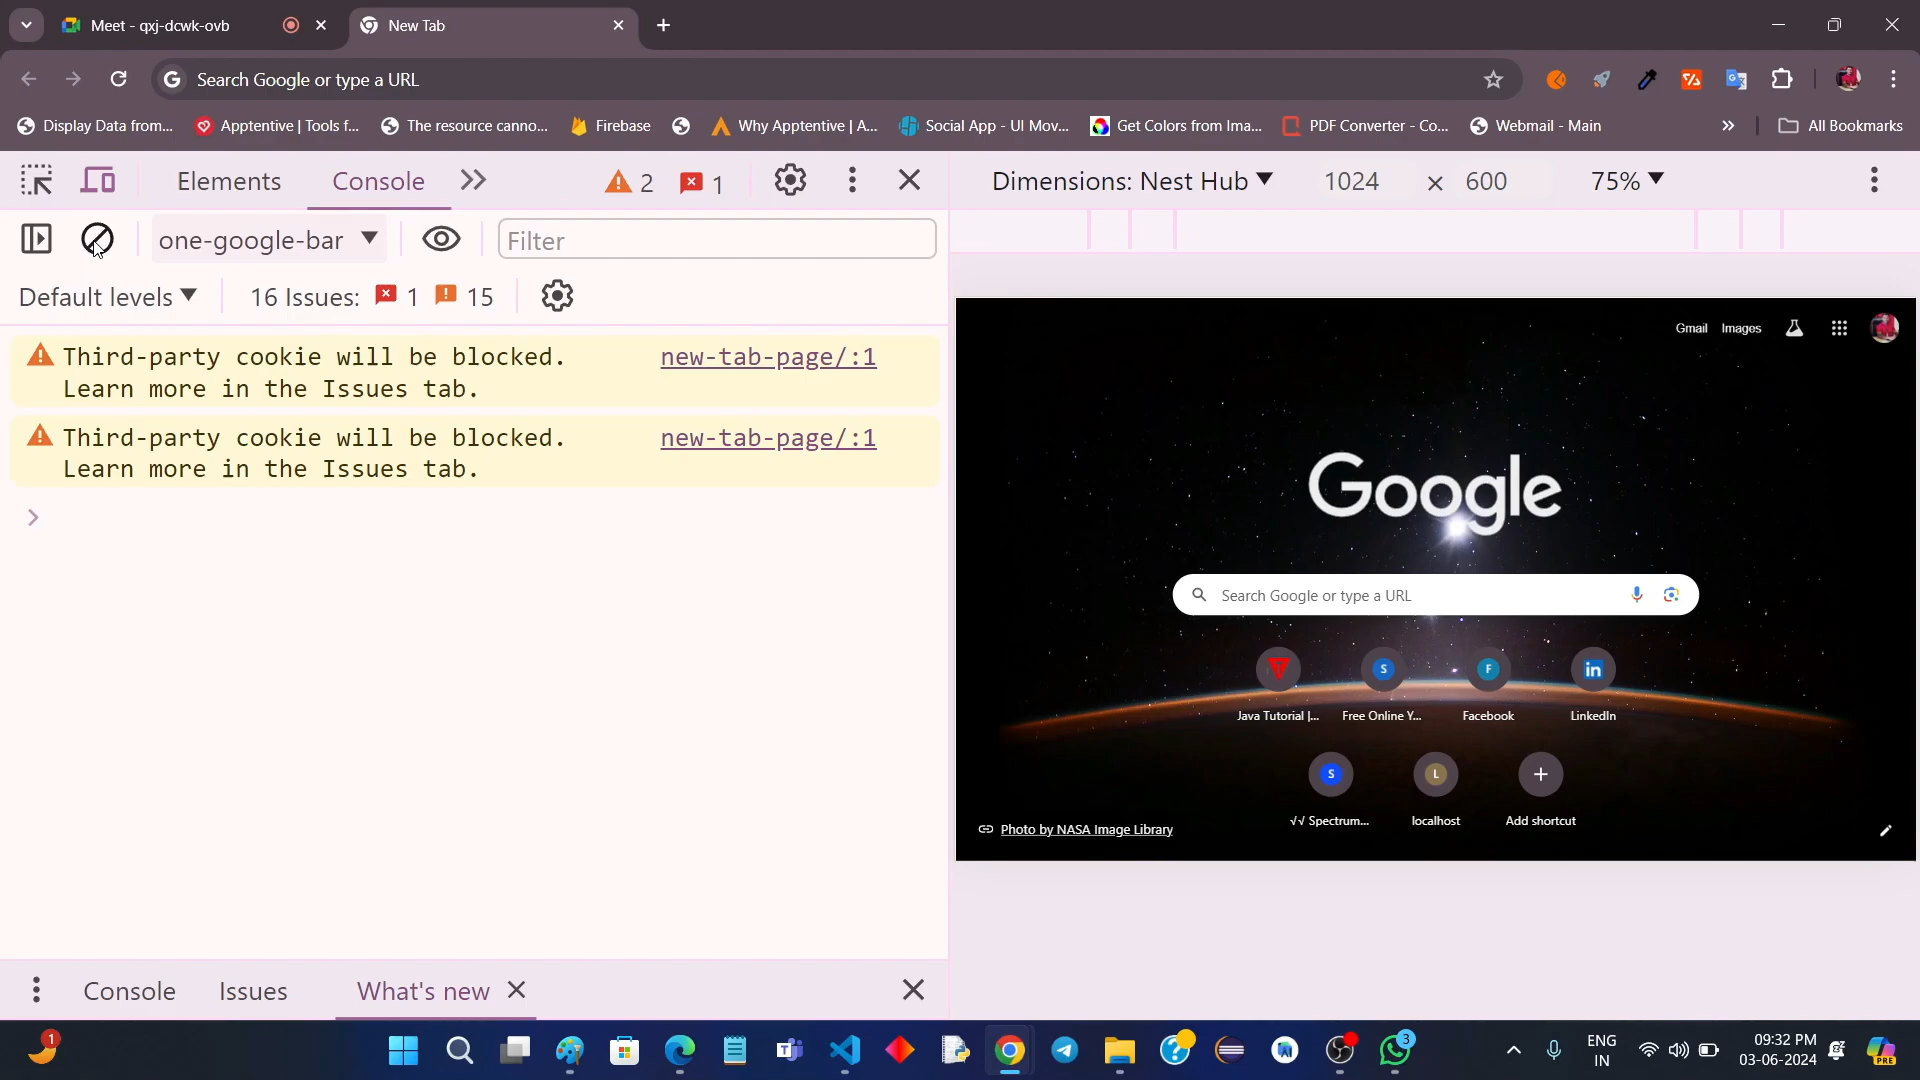 Meet - qxj-dcwk-ovb
New Tab
Search Google or type a URL
Display Data from...
Apptentive | Tools f...
The resource canno...
Firebase
Why Apptentive | A...
Social App - UI Mov...
Get Colors from Ima...
PDF Converter - Co...
Webmail - Main
All Bookmarks
Elements
Console
2
1
Dimensions: Nest Hub
1024
×
600
75%
one-google-bar
Filter
Default levels
16 Issues:
1
15
Third-party cookie will be blocked.
Learn more in the Issues tab.
new-tab-page/:1
Third-party cookie will be blocked.
Learn more in the Issues tab.
new-tab-page/:1
Gmail
Images
Google
Search Google or type a URL
Java Tutorial |...
S
Free Online Y...
F
Facebook
in
LinkedIn
S
√√ Spectrum...
L
localhost
Add shortcut
Photo by NASA Image Library
Console
Issues
What's new
1
3
ENG
IN
09:32 PM
03-06-2024
PRE